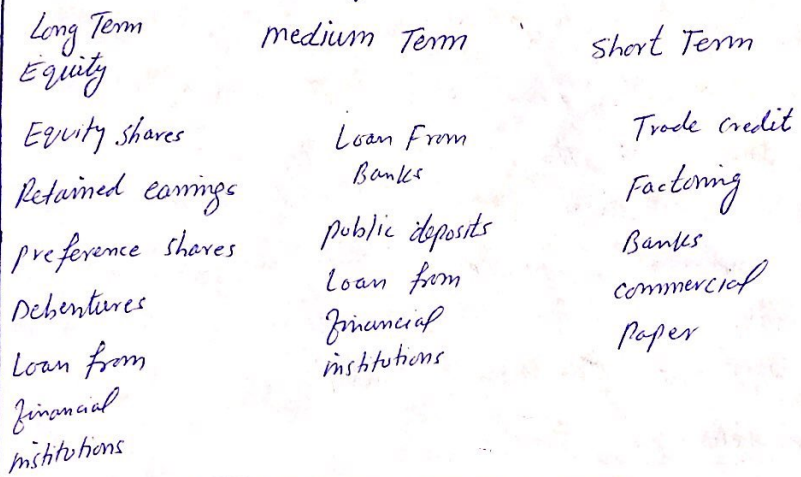 Long Term
Equity
Equity shares
Retained earnings
preference shares
Debentures
Loan from
financial
institutions
medium Term
Loan From
Banks
public deposits
Loan from
financial
institutions
Short Term
Trade credit
Factoring
Banks
commercial
Paper